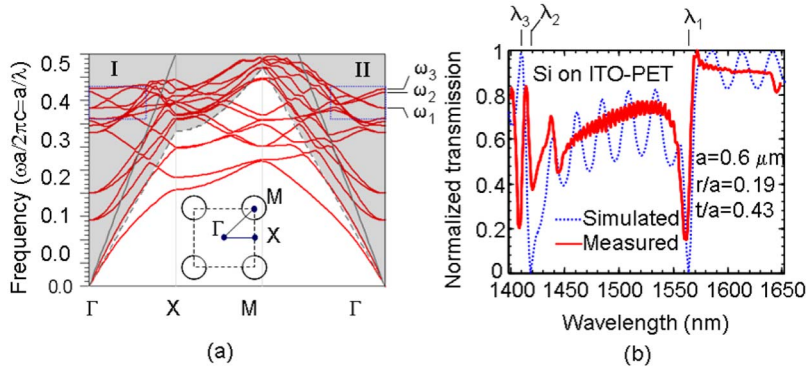 (a)
0.5
0.4
0.3
0.2
0.1
0.0
0.0
Frequency (ωa/2πc=a/λ)
I
II
ω3
ω2
ω1
M
Γ
X
Γ
X
M
Γ
(a)
λ3
λ2
λ1
(b)
1
0.8
0.6
0.4
0.2
0
Normalized transmission
Si on ITO-PET
a=0.6 μm
r/a=0.19
t/a=0.43
Simulated
Measured
1400
1450
1500
1550
1600
1650
Wavelength (nm)
(b)